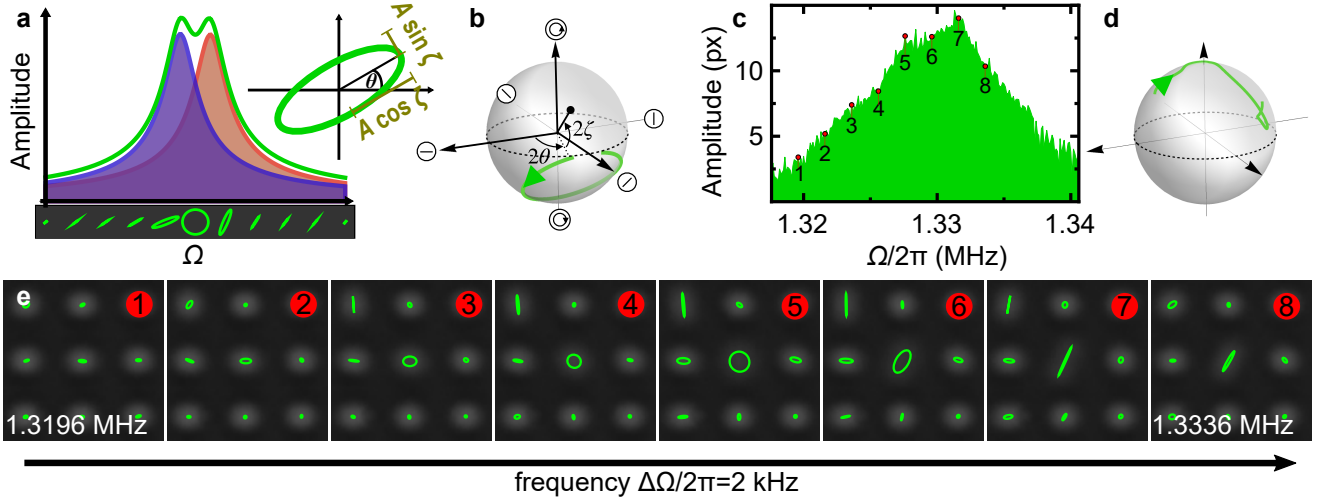 a
Amplitude
Ω
A sin ζ
θ
A cos ζ
b
2ζ
2θ
c
Amplitude (px)
10
5
1
2
3
4
5
6
7
8
1.32
1.33
1.34
Ω/2π (MHz)
d
e
1
2
3
4
5
6
7
8
1.3196 MHz
1.3336 MHz
frequency ΔΩ/2π=2 kHz